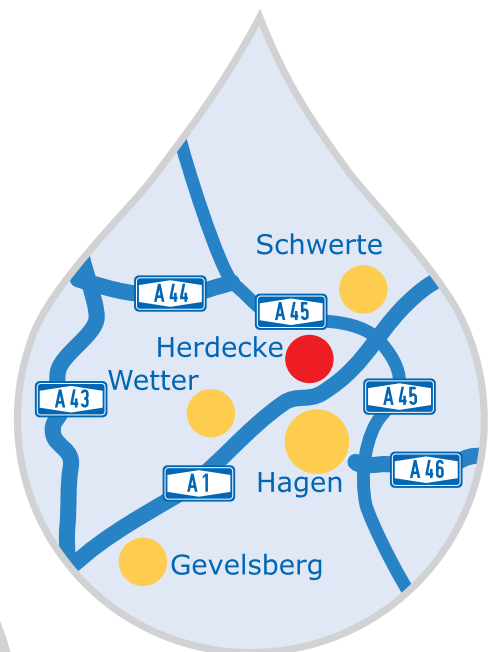 Schwerte
A 44
A 45
Herdecke
Wetter
A 43
A 45
A 46
A 1
Hagen
Gevelsberg